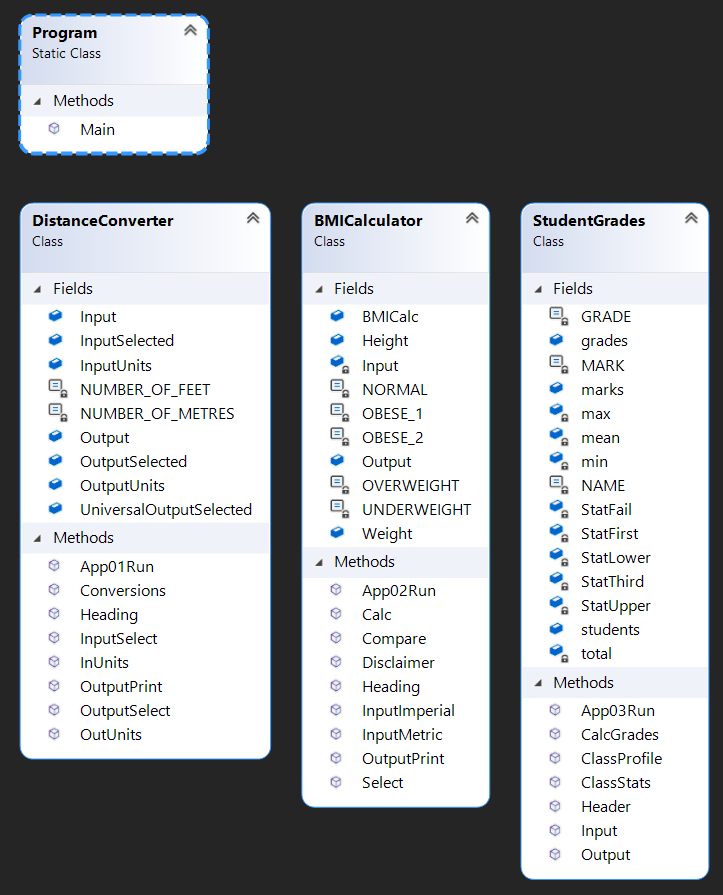 Program
Static Class
Methods
Main
DistanceConverter
Class
Fields
Input
InputSelected
InputUnits
NUMBER_OF_FEET
NUMBER_OF_METRES
Output
OutputSelected
OutputUnits
UniversalOutputSelected
Methods
App01Run
Conversions
Heading
InputSelect
InUnits
OutputPrint
OutputSelect
OutUnits
BMICalculator
Class
Fields
BMICalc
Height
Input
NORMAL
OBESE_1
OBESE_2
Output
OVERWEIGHT
UNDERWEIGHT
Weight
Methods
App02Run
Calc
Compare
Disclaimer
Heading
InputImperial
InputMetric
OutputPrint
Select
StudentGrades
Class
Fields
GRADE
grades
MARK
marks
max
mean
min
NAME
StatFail
StatFirst
StatLower
StatThird
StatUpper
students
total
Methods
App03Run
CalcGrades
ClassProfile
ClassStats
Header
Input
Output